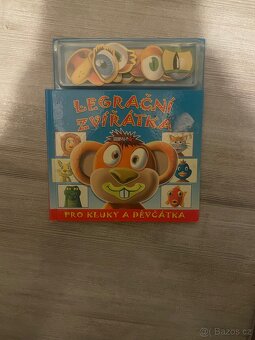 LEGRAČNÍ
ZVÍŘÁTKA
PRO KLUKY A DĚVČÁTKA
© Bazos.cz